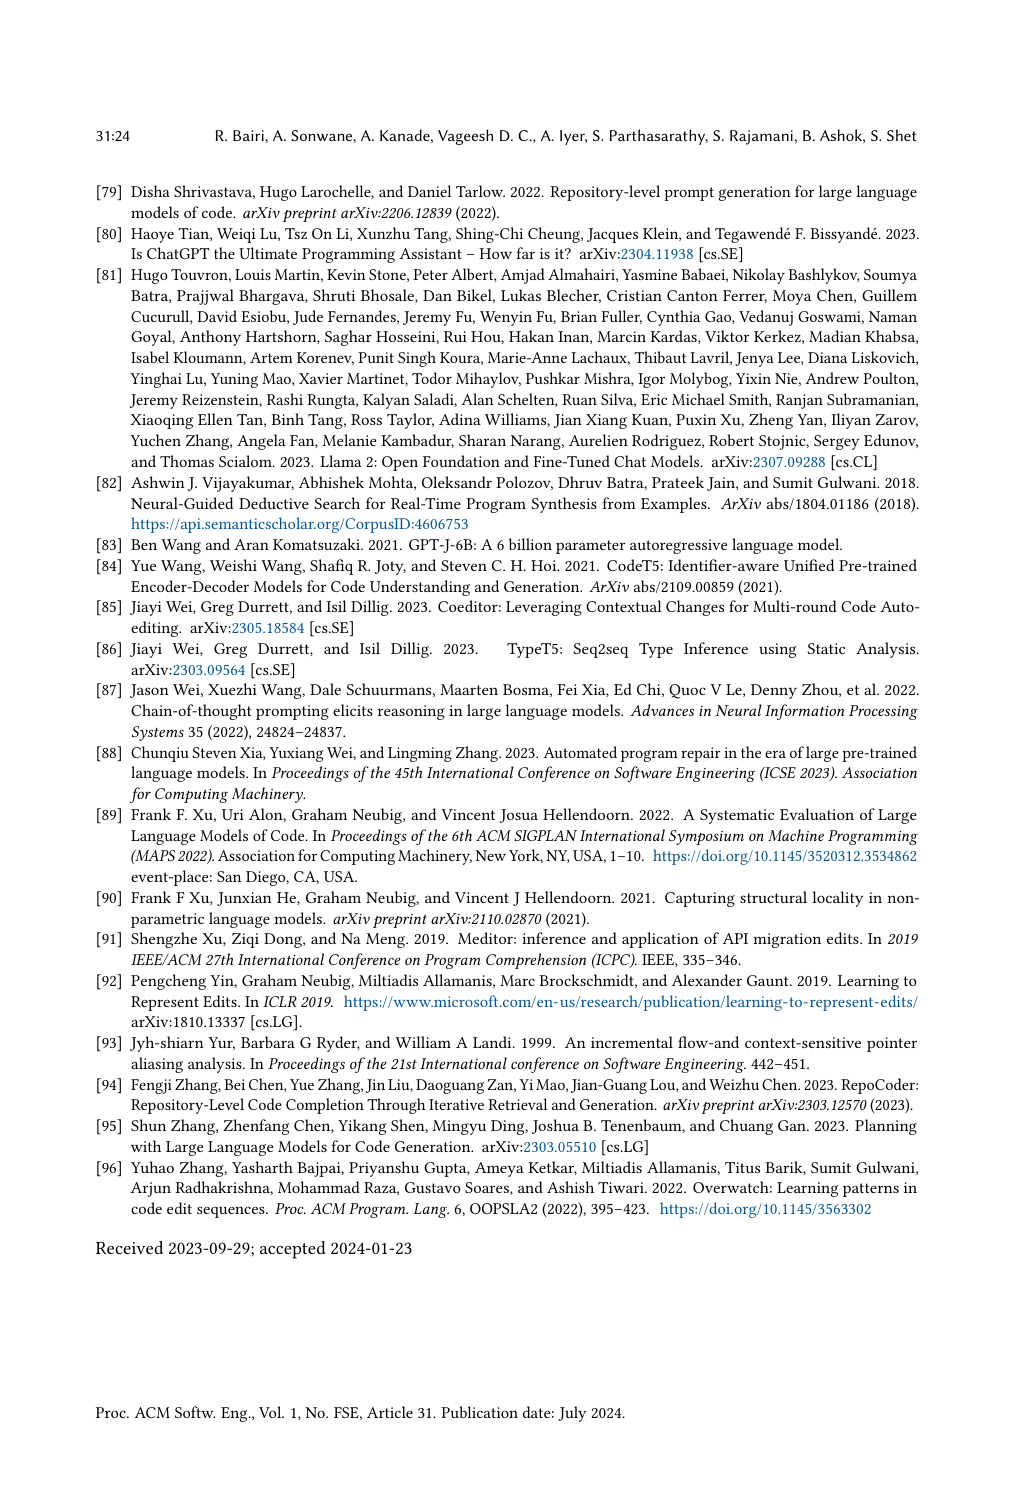 31:24 R. Bairi, A. Sonwane, A. Kanade, Vageesh D. C., A. Iyer, S. Parthasarathy, S. Rajamani, B. Ashok, S. Shet
[79] Disha Shrivastava, Hugo Larochelle, and Daniel Tarlow. 2022. Repository-level prompt generation for large language
models of code. arXiv preprint arXiv:2206.12839 (2022).
[80] Haoye Tian, Weiqi Lu, Tsz On Li, Xunzhu Tang, Shing-Chi Cheung, Jacques Klein, and Tegawendé F. Bissyandé. 2023.
Is ChatGPT the Ultimate Programming Assistant – How far is it? arXiv:2304.11938 [cs.SE]
[81] Hugo Touvron, Louis Martin, Kevin Stone, Peter Albert, Amjad Almahairi, Yasmine Babaei, Nikolay Bashlykov, Soumya
Batra, Prajjwal Bhargava, Shruti Bhosale, Dan Bikel, Lukas Blecher, Cristian Canton Ferrer, Moya Chen, Guillem
Cucurull, David Esiobu, Jude Fernandes, Jeremy Fu, Wenyin Fu, Brian Fuller, Cynthia Gao, Vedanuj Goswami, Naman
Goyal, Anthony Hartshorn, Saghar Hosseini, Rui Hou, Hakan Inan, Marcin Kardas, Viktor Kerkez, Madian Khabsa,
Isabel Kloumann, Artem Korenev, Punit Singh Koura, Marie-Anne Lachaux, Thibaut Lavril, Jenya Lee, Diana Liskovich,
Yinghai Lu, Yuning Mao, Xavier Martinet, Todor Mihaylov, Pushkar Mishra, Igor Molybog, Yixin Nie, Andrew Poulton,
Jeremy Reizenstein, Rashi Rungta, Kalyan Saladi, Alan Schelten, Ruan Silva, Eric Michael Smith, Ranjan Subramanian,
Xiaoqing Ellen Tan, Binh Tang, Ross Taylor, Adina Williams, Jian Xiang Kuan, Puxin Xu, Zheng Yan, Iliyan Zarov,
Yuchen Zhang, Angela Fan, Melanie Kambadur, Sharan Narang, Aurelien Rodriguez, Robert Stojnic, Sergey Edunov,
and Thomas Scialom. 2023. Llama 2: Open Foundation and Fine-Tuned Chat Models. arXiv:2307.09288 [cs.CL]
[82] Ashwin J. Vijayakumar, Abhishek Mohta, Oleksandr Polozov, Dhruv Batra, Prateek Jain, and Sumit Gulwani. 2018.
Neural-Guided Deductive Search for Real-Time Program Synthesis from Examples. ArXiv abs/1804.01186 (2018).
https://api.semanticscholar.org/CorpusID:4606753
[83] Ben Wang and Aran Komatsuzaki. 2021. GPT-J-6B: A 6 billion parameter autoregressive language model.
[84] Yue Wang, Weishi Wang, Shafiq R. Joty, and Steven C. H. Hoi. 2021. CodeT5: Identifier-aware Unified Pre-trained
Encoder-Decoder Models for Code Understanding and Generation. ArXiv abs/2109.00859 (2021).
[85] Jiayi Wei, Greg Durrett, and Isil Dillig. 2023. Coeditor: Leveraging Contextual Changes for Multi-round Code Auto-
editing. arXiv:2305.18584 [cs.SE]
[86] Jiayi Wei, Greg Durrett, and Isil Dillig. 2023. TypeT5: Seq2seq Type Inference using Static Analysis.
arXiv:2303.09564 [cs.SE]
[87] Jason Wei, Xuezhi Wang, Dale Schuurmans, Maarten Bosma, Fei Xia, Ed Chi, Quoc V Le, Denny Zhou, et al. 2022.
Chain-of-thought prompting elicits reasoning in large language models. Advances in Neural Information Processing
Systems 35 (2022), 24824–24837.
[88] Chunqiu Steven Xia, Yuxiang Wei, and Lingming Zhang. 2023. Automated program repair in the era of large pre-trained
language models. In Proceedings of the 45th International Conference on Software Engineering (ICSE 2023). Association
for Computing Machinery.
[89] Frank F. Xu, Uri Alon, Graham Neubig, and Vincent Josua Hellendoorn. 2022. A Systematic Evaluation of Large
Language Models of Code. In Proceedings of the 6th ACM SIGPLAN International Symposium on Machine Programming
(MAPS 2022). Association for Computing Machinery, New York, NY, USA, 1–10. https://doi.org/10.1145/3520312.3534862
event-place: San Diego, CA, USA.
[90] Frank F Xu, Junxian He, Graham Neubig, and Vincent J Hellendoorn. 2021. Capturing structural locality in non-
parametric language models. arXiv preprint arXiv:2110.02870 (2021).
[91] Shengzhe Xu, Ziqi Dong, and Na Meng. 2019. Meditor: inference and application of API migration edits. In 2019
IEEE/ACM 27th International Conference on Program Comprehension (ICPC). IEEE, 335–346.
[92] Pengcheng Yin, Graham Neubig, Miltiadis Allamanis, Marc Brockschmidt, and Alexander Gaunt. 2019. Learning to
Represent Edits. In ICLR 2019. https://www.microsoft.com/en-us/research/publication/learning-to-represent-edits/
arXiv:1810.13337 [cs.LG].
[93] Jyh-shiarn Yur, Barbara G Ryder, and William A Landi. 1999. An incremental flow-and context-sensitive pointer
aliasing analysis. In Proceedings of the 21st International conference on Software Engineering. 442–451.
[94] Fengji Zhang, Bei Chen, Yue Zhang, Jin Liu, Daoguang Zan, Yi Mao, Jian-Guang Lou, and Weizhu Chen. 2023. RepoCoder:
Repository-Level Code Completion Through Iterative Retrieval and Generation. arXiv preprint arXiv:2303.12570 (2023).
[95] Shun Zhang, Zhenfang Chen, Yikang Shen, Mingyu Ding, Joshua B. Tenenbaum, and Chuang Gan. 2023. Planning
with Large Language Models for Code Generation. arXiv:2303.05510 [cs.LG]
[96] Yuhao Zhang, Yasharth Bajpai, Priyanshu Gupta, Ameya Ketkar, Miltiadis Allamanis, Titus Barik, Sumit Gulwani,
Arjun Radhakrishna, Mohammad Raza, Gustavo Soares, and Ashish Tiwari. 2022. Overwatch: Learning patterns in
code edit sequences. Proc. ACM Program. Lang. 6, OOPSLA2 (2022), 395–423. https://doi.org/10.1145/3563302
Received 2023-09-29; accepted 2024-01-23
Proc. ACM Softw. Eng., Vol. 1, No. FSE, Article 31. Publication date: July 2024.